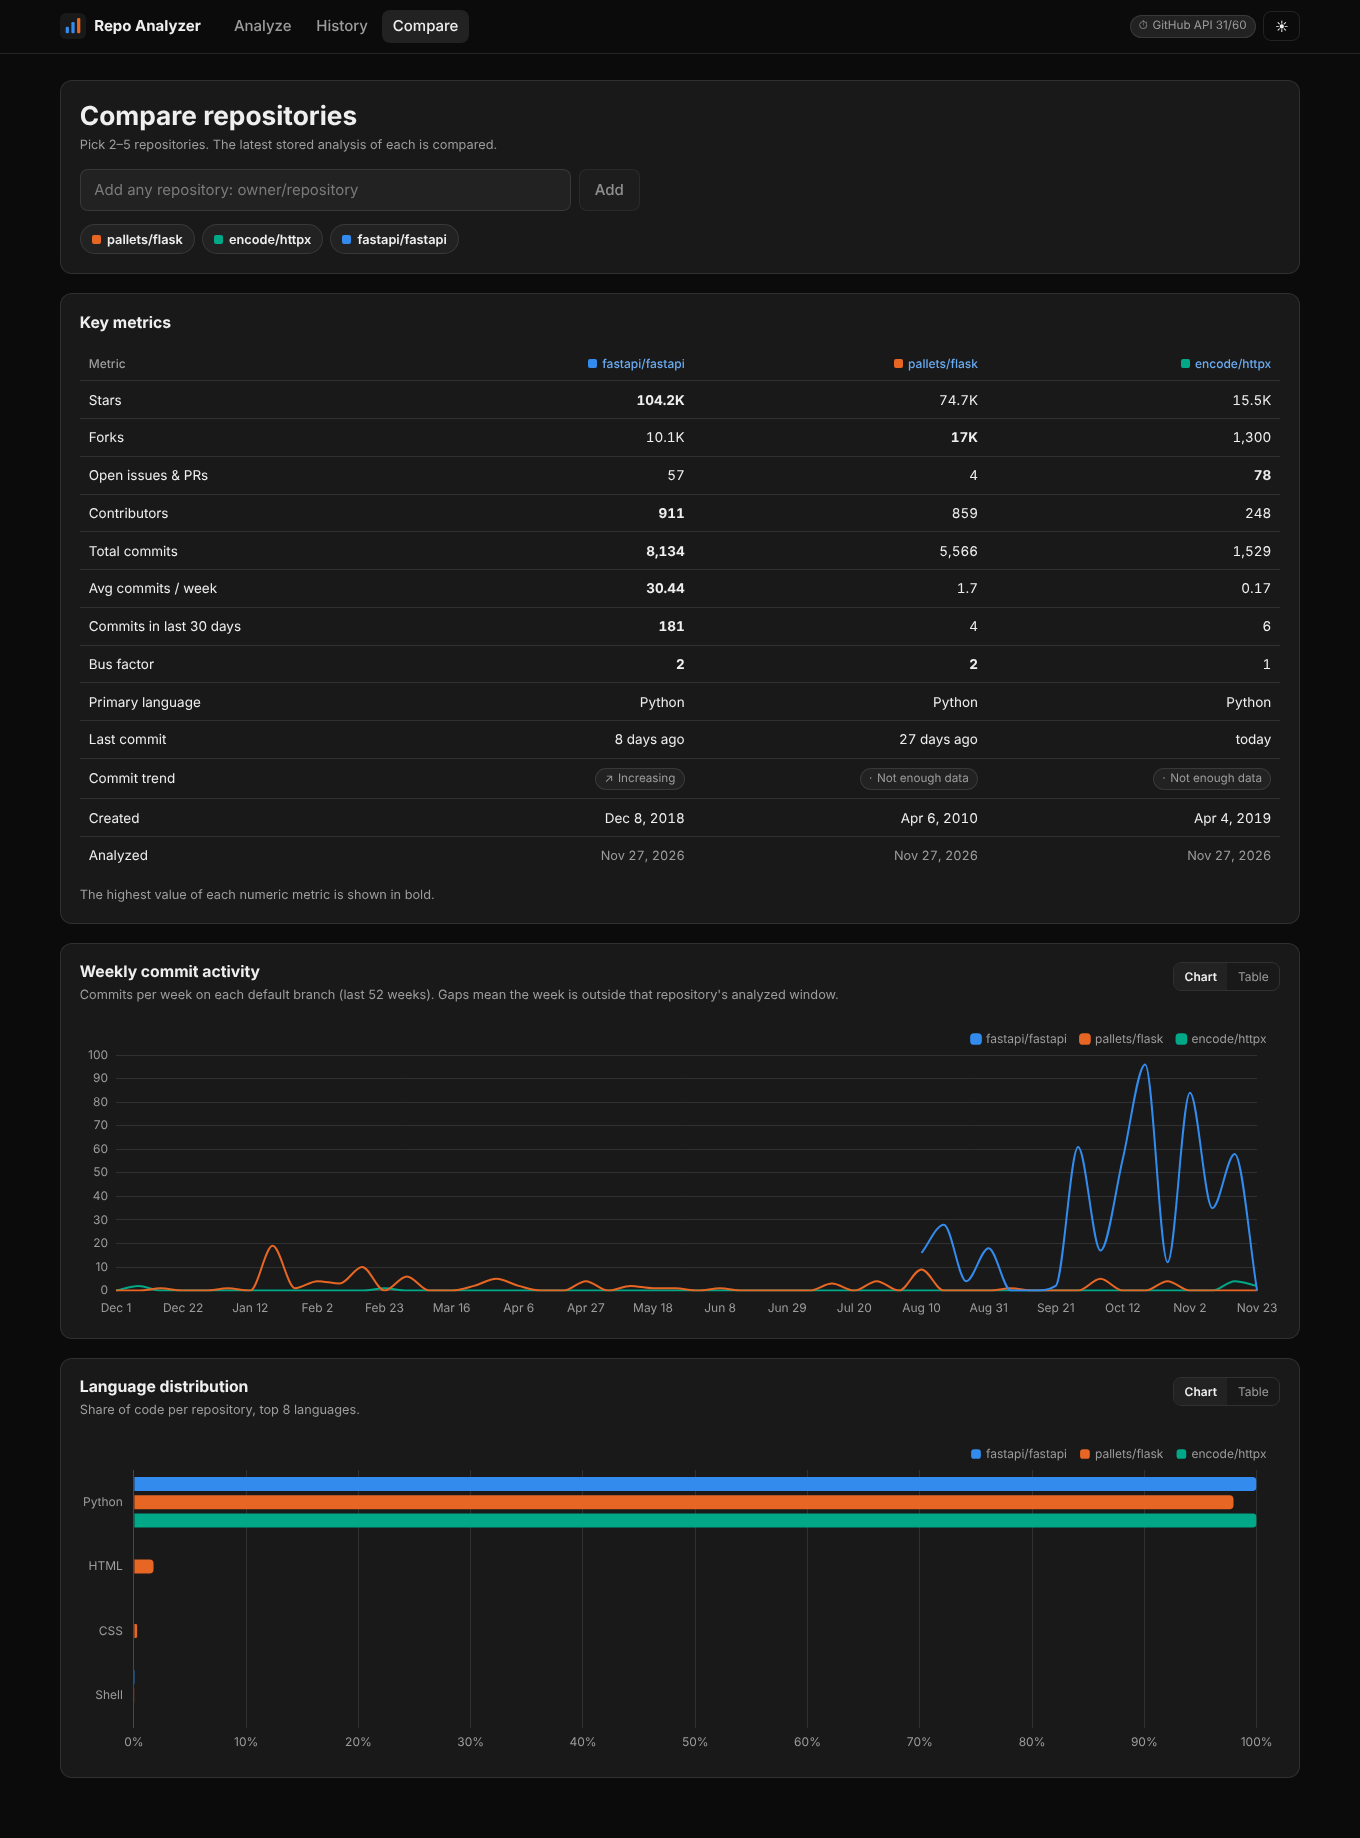 Repo Analyzer Analyze History Compare GitHub API 31/60
Compare repositories
Pick 2–5 repositories. The latest stored analysis of each is compared.
Add any repository: owner/repository Add
pallets/flask encode/httpx fastapi/fastapi
Key metrics
Metric fastapi/fastapi pallets/flask encode/httpx
Stars 104.2K 74.7K 15.5K
Forks 10.1K 17K 1,300
Open issues & PRs 57 4 78
Contributors 911 859 248
Total commits 8,134 5,566 1,529
Avg commits / week 30.44 1.7 0.17
Commits in last 30 days 181 4 6
Bus factor 2 2 1
Primary language Python Python Python
Last commit 8 days ago 27 days ago today
Commit trend ↗ Increasing · Not enough data · Not enough data
Created Dec 8, 2018 Apr 6, 2010 Apr 4, 2019
Analyzed Nov 27, 2026 Nov 27, 2026 Nov 27, 2026
The highest value of each numeric metric is shown in bold.
Weekly commit activity Chart Table
Commits per week on each default branch (last 52 weeks). Gaps mean the week is outside that repository's analyzed window.
fastapi/fastapi pallets/flask encode/httpx
100
90
80
70
60
50
40
30
20
10
0
Dec 1 Dec 22 Jan 12 Feb 2 Feb 23 Mar 16 Apr 6 Apr 27 May 18 Jun 8 Jun 29 Jul 20 Aug 10 Aug 31 Sep 21 Oct 12 Nov 2 Nov 23
Language distribution Chart Table
Share of code per repository, top 8 languages.
fastapi/fastapi pallets/flask encode/httpx
Python
HTML
CSS
Shell
0% 10% 20% 30% 40% 50% 60% 70% 80% 90% 100%